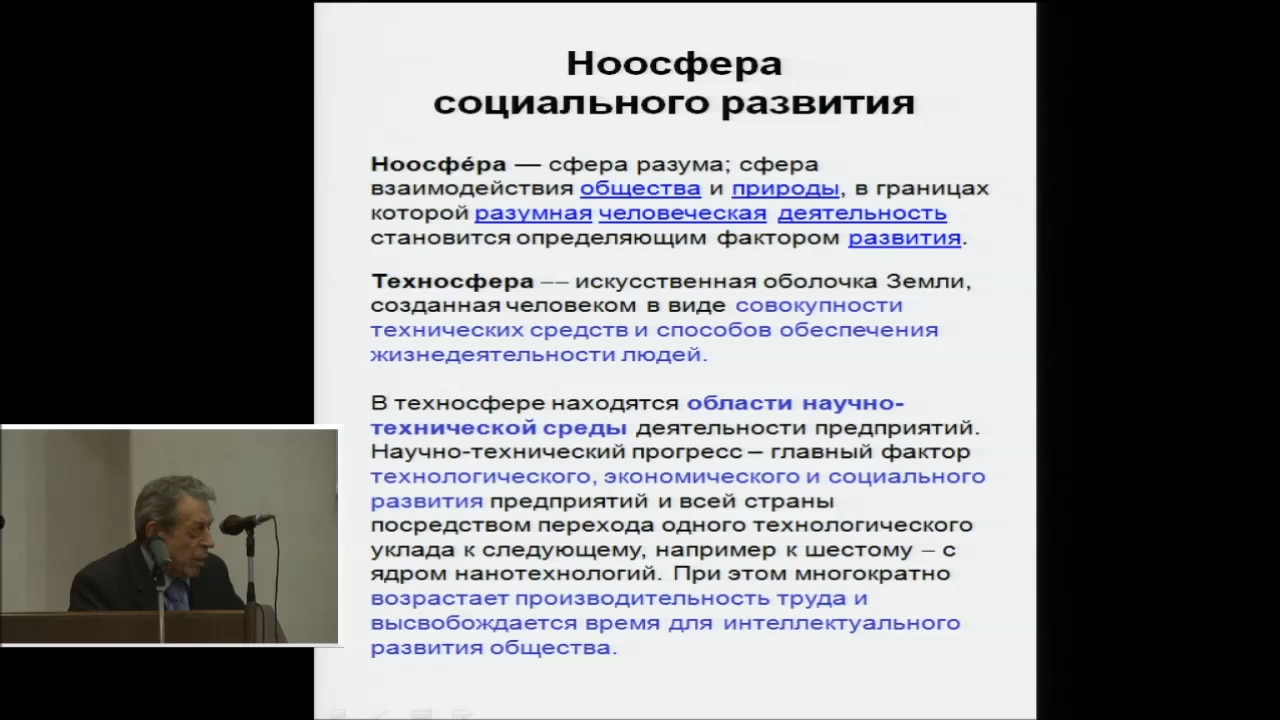 Ноосфера
социального развития
Ноосфе́ра — сфера разума; сфера
взаимодействия общества и природы, в границах
которой разумная человеческая деятельность
становится определяющим фактором развития.
Техносфера — искусственная оболочка Земли,
созданная человеком в виде совокупности
технических средств и способов обеспечения
жизнедеятельности людей.
В техносфере находятся области научно-
технической среды деятельности предприятий.
Научно-технический прогресс – главный фактор
технологического, экономического и социального
развития предприятий и всей страны
посредством перехода одного технологического
уклада к следующему, например к шестому – с
ядром нанотехнологий. При этом многократно
возрастает производительность труда и
высвобождается время для интеллектуального
развития общества.